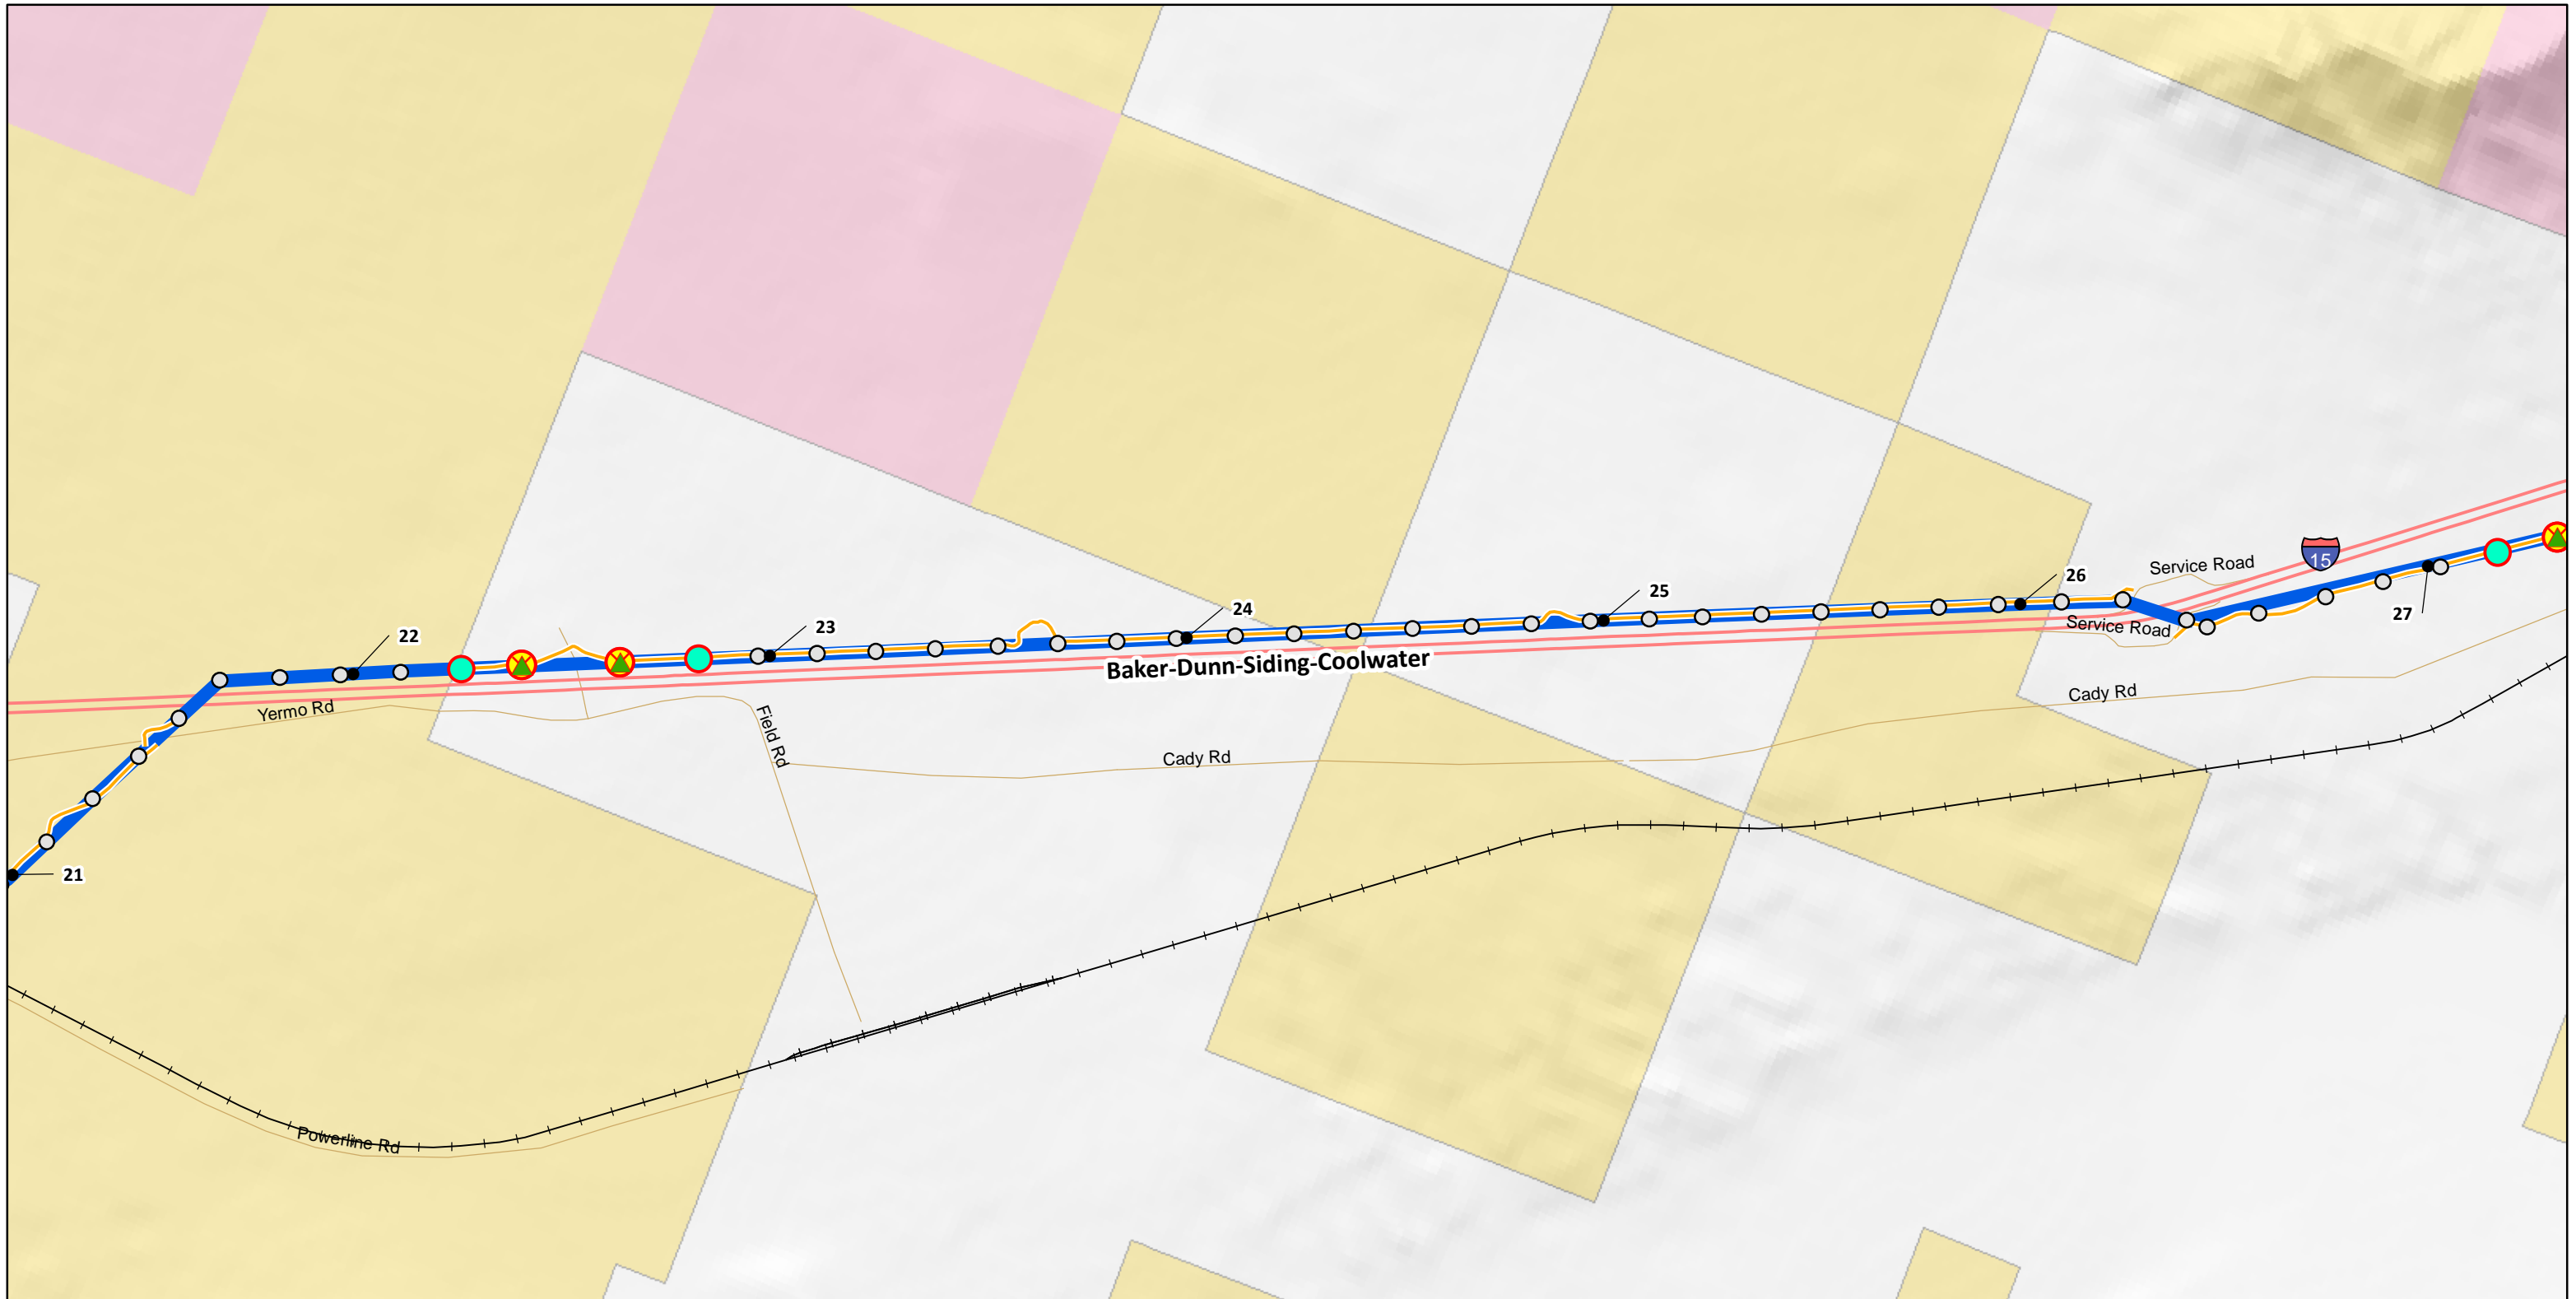 15
Service Road
26
25
24
23
22
27
Service Road
Baker-Dunn-Siding-Coolwater
Cady Rd
Yermo Rd
Field Rd
Cady Rd
21
Powerline Rd